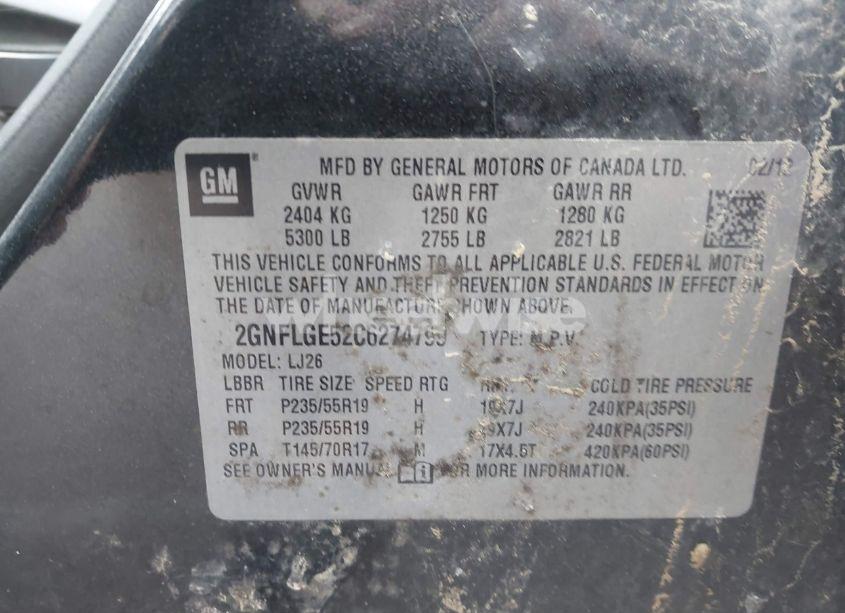 GM MFD BY GENERAL MOTORS OF CANADA LTD. 02/12
GVWR GAWR FRT GAWR RR
2404 KG 1250 KG 1280 KG
5300 LB 2755 LB 2821 LB
THIS VEHICLE CONFORMS TO ALL APPLICABLE U.S. FEDERAL MOTOR
VEHICLE SAFETY AND THEFT PREVENTION STANDARDS IN EFFECT ON
THE DATE OF MANUFACTURE SHOWN ABOVE.
TYPE: M.P.V.
MODEL: LJ26
LBBR TIRE SIZE SPEED RTG COLD TIRE PRESSURE
FRT P235/55R19 H 19X7J 240KPA(35PSI)
RR P235/55R19 H 19X7J 240KPA(35PSI)
SPA T145/70R17 M 17X4.5T 420KPA(60PSI)
SEE OWNER'S MANUAL FOR MORE INFORMATION.